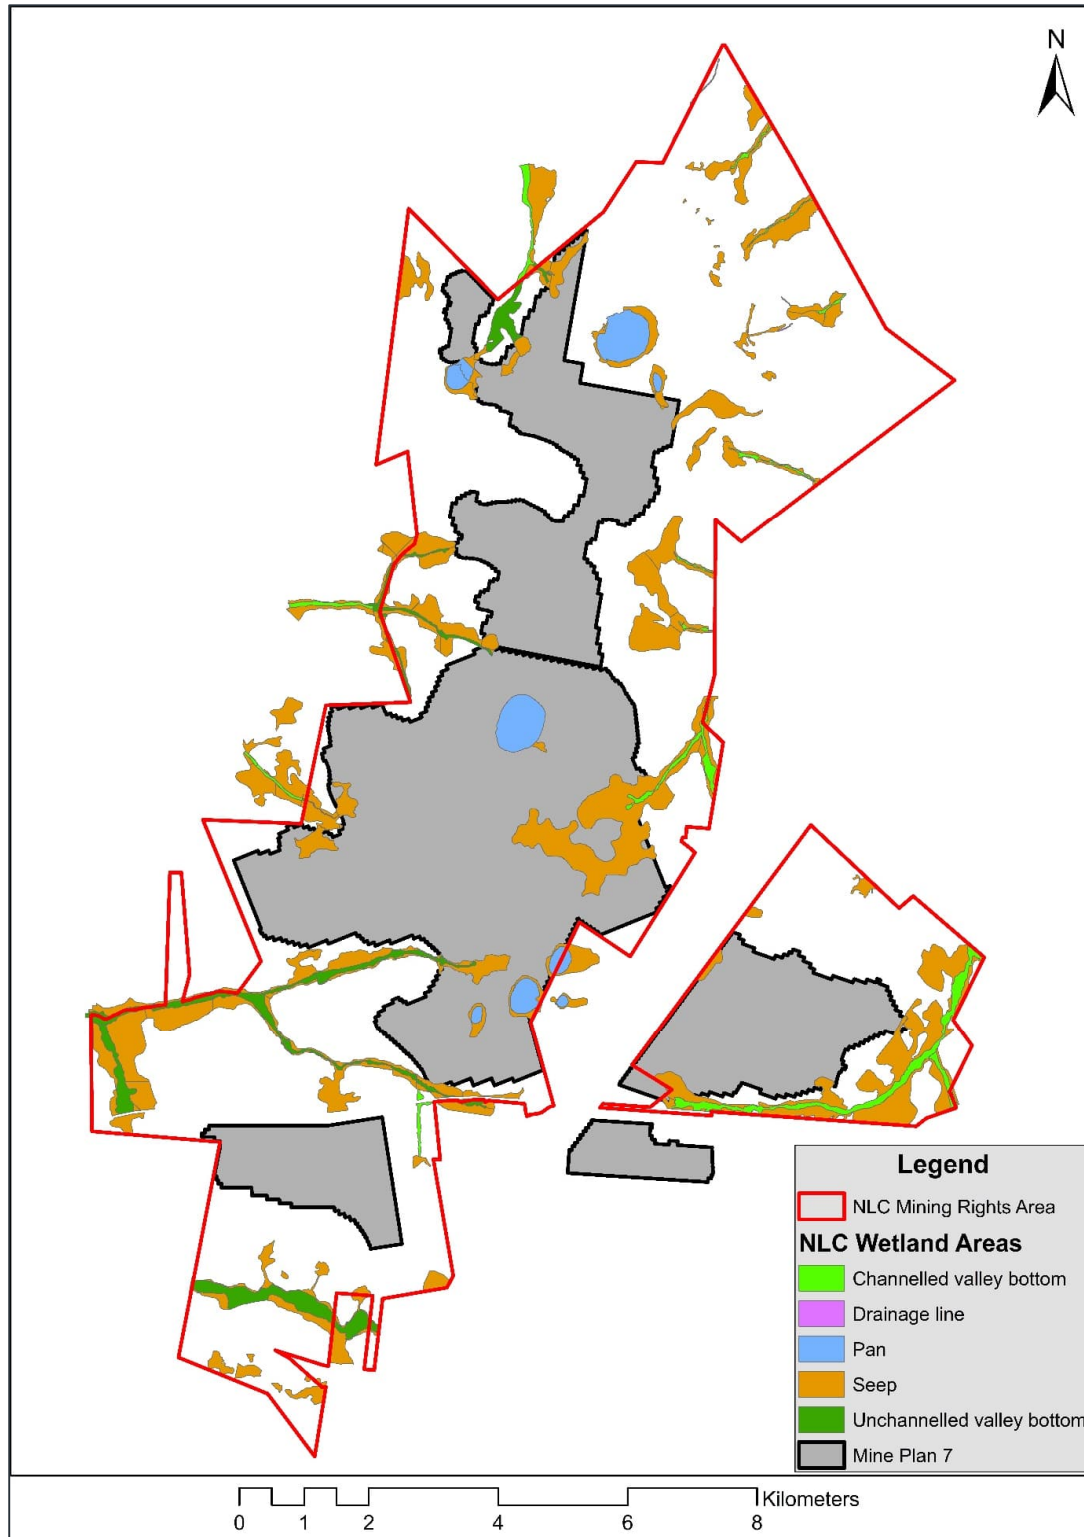 N
Legend
NLC Mining Rights Area
NLC Wetland Areas
Channelled valley bottom
Drainage line
Pan
Seep
Unchannelled valley bottom
Mine Plan 7
Kilometers
0 1 2 4 6 8